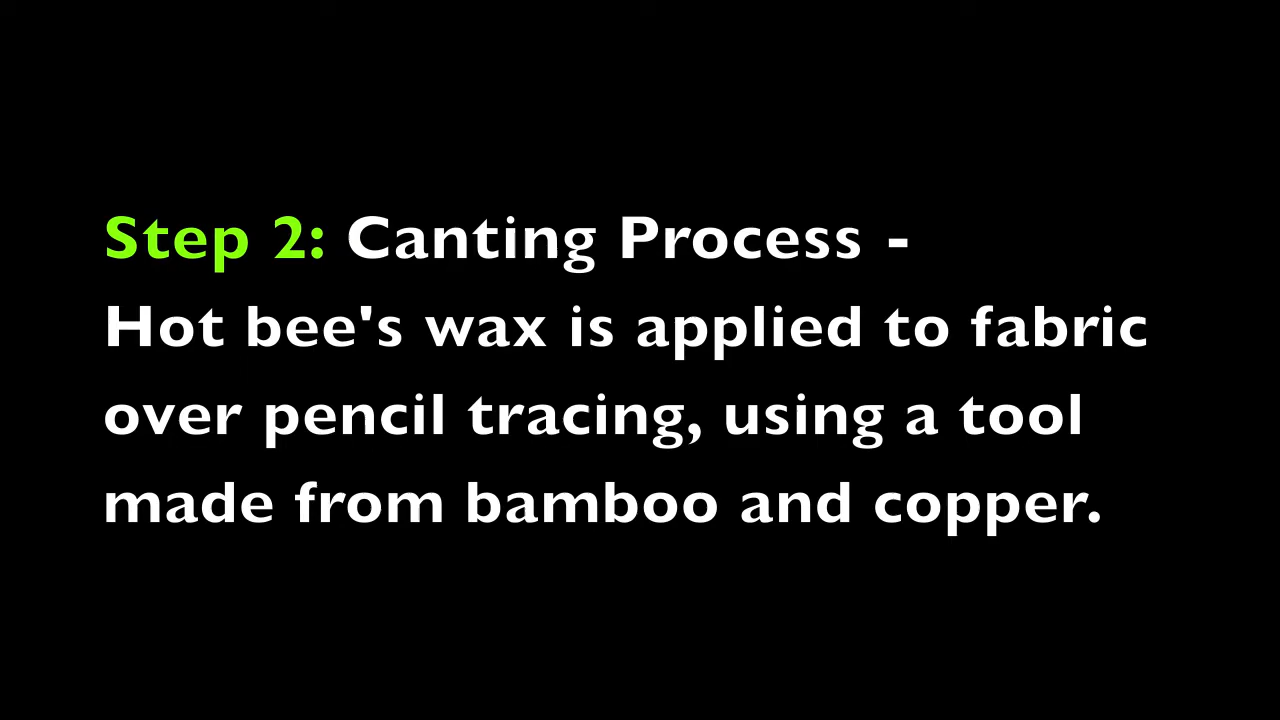 Step 2: Canting Process -
Hot bee's wax is applied to fabric
over pencil tracing, using a tool
made from bamboo and copper.